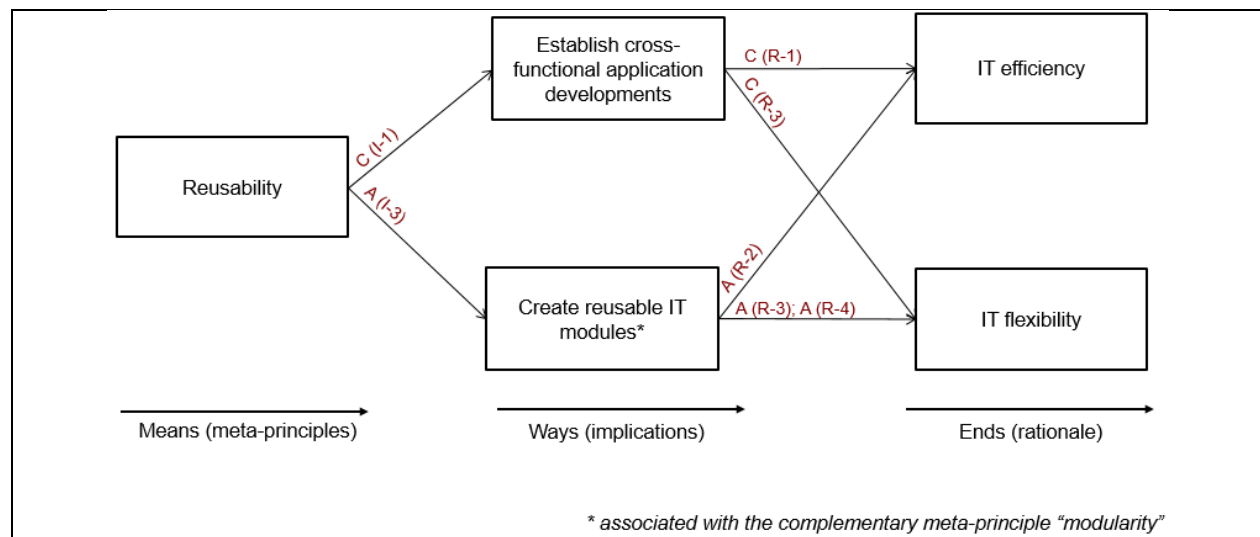 Establish cross-
functional application
developments
C (R-1)
IT efficiency
C (R-3)
C (I-1)
Reusability
A (I-3)
A (R-2)
Create reusable IT
modules*
A (R-3); A (R-4)
IT flexibility
Means (meta-principles)
Ways (implications)
Ends (rationale)
* associated with the complementary meta-principle “modularity”